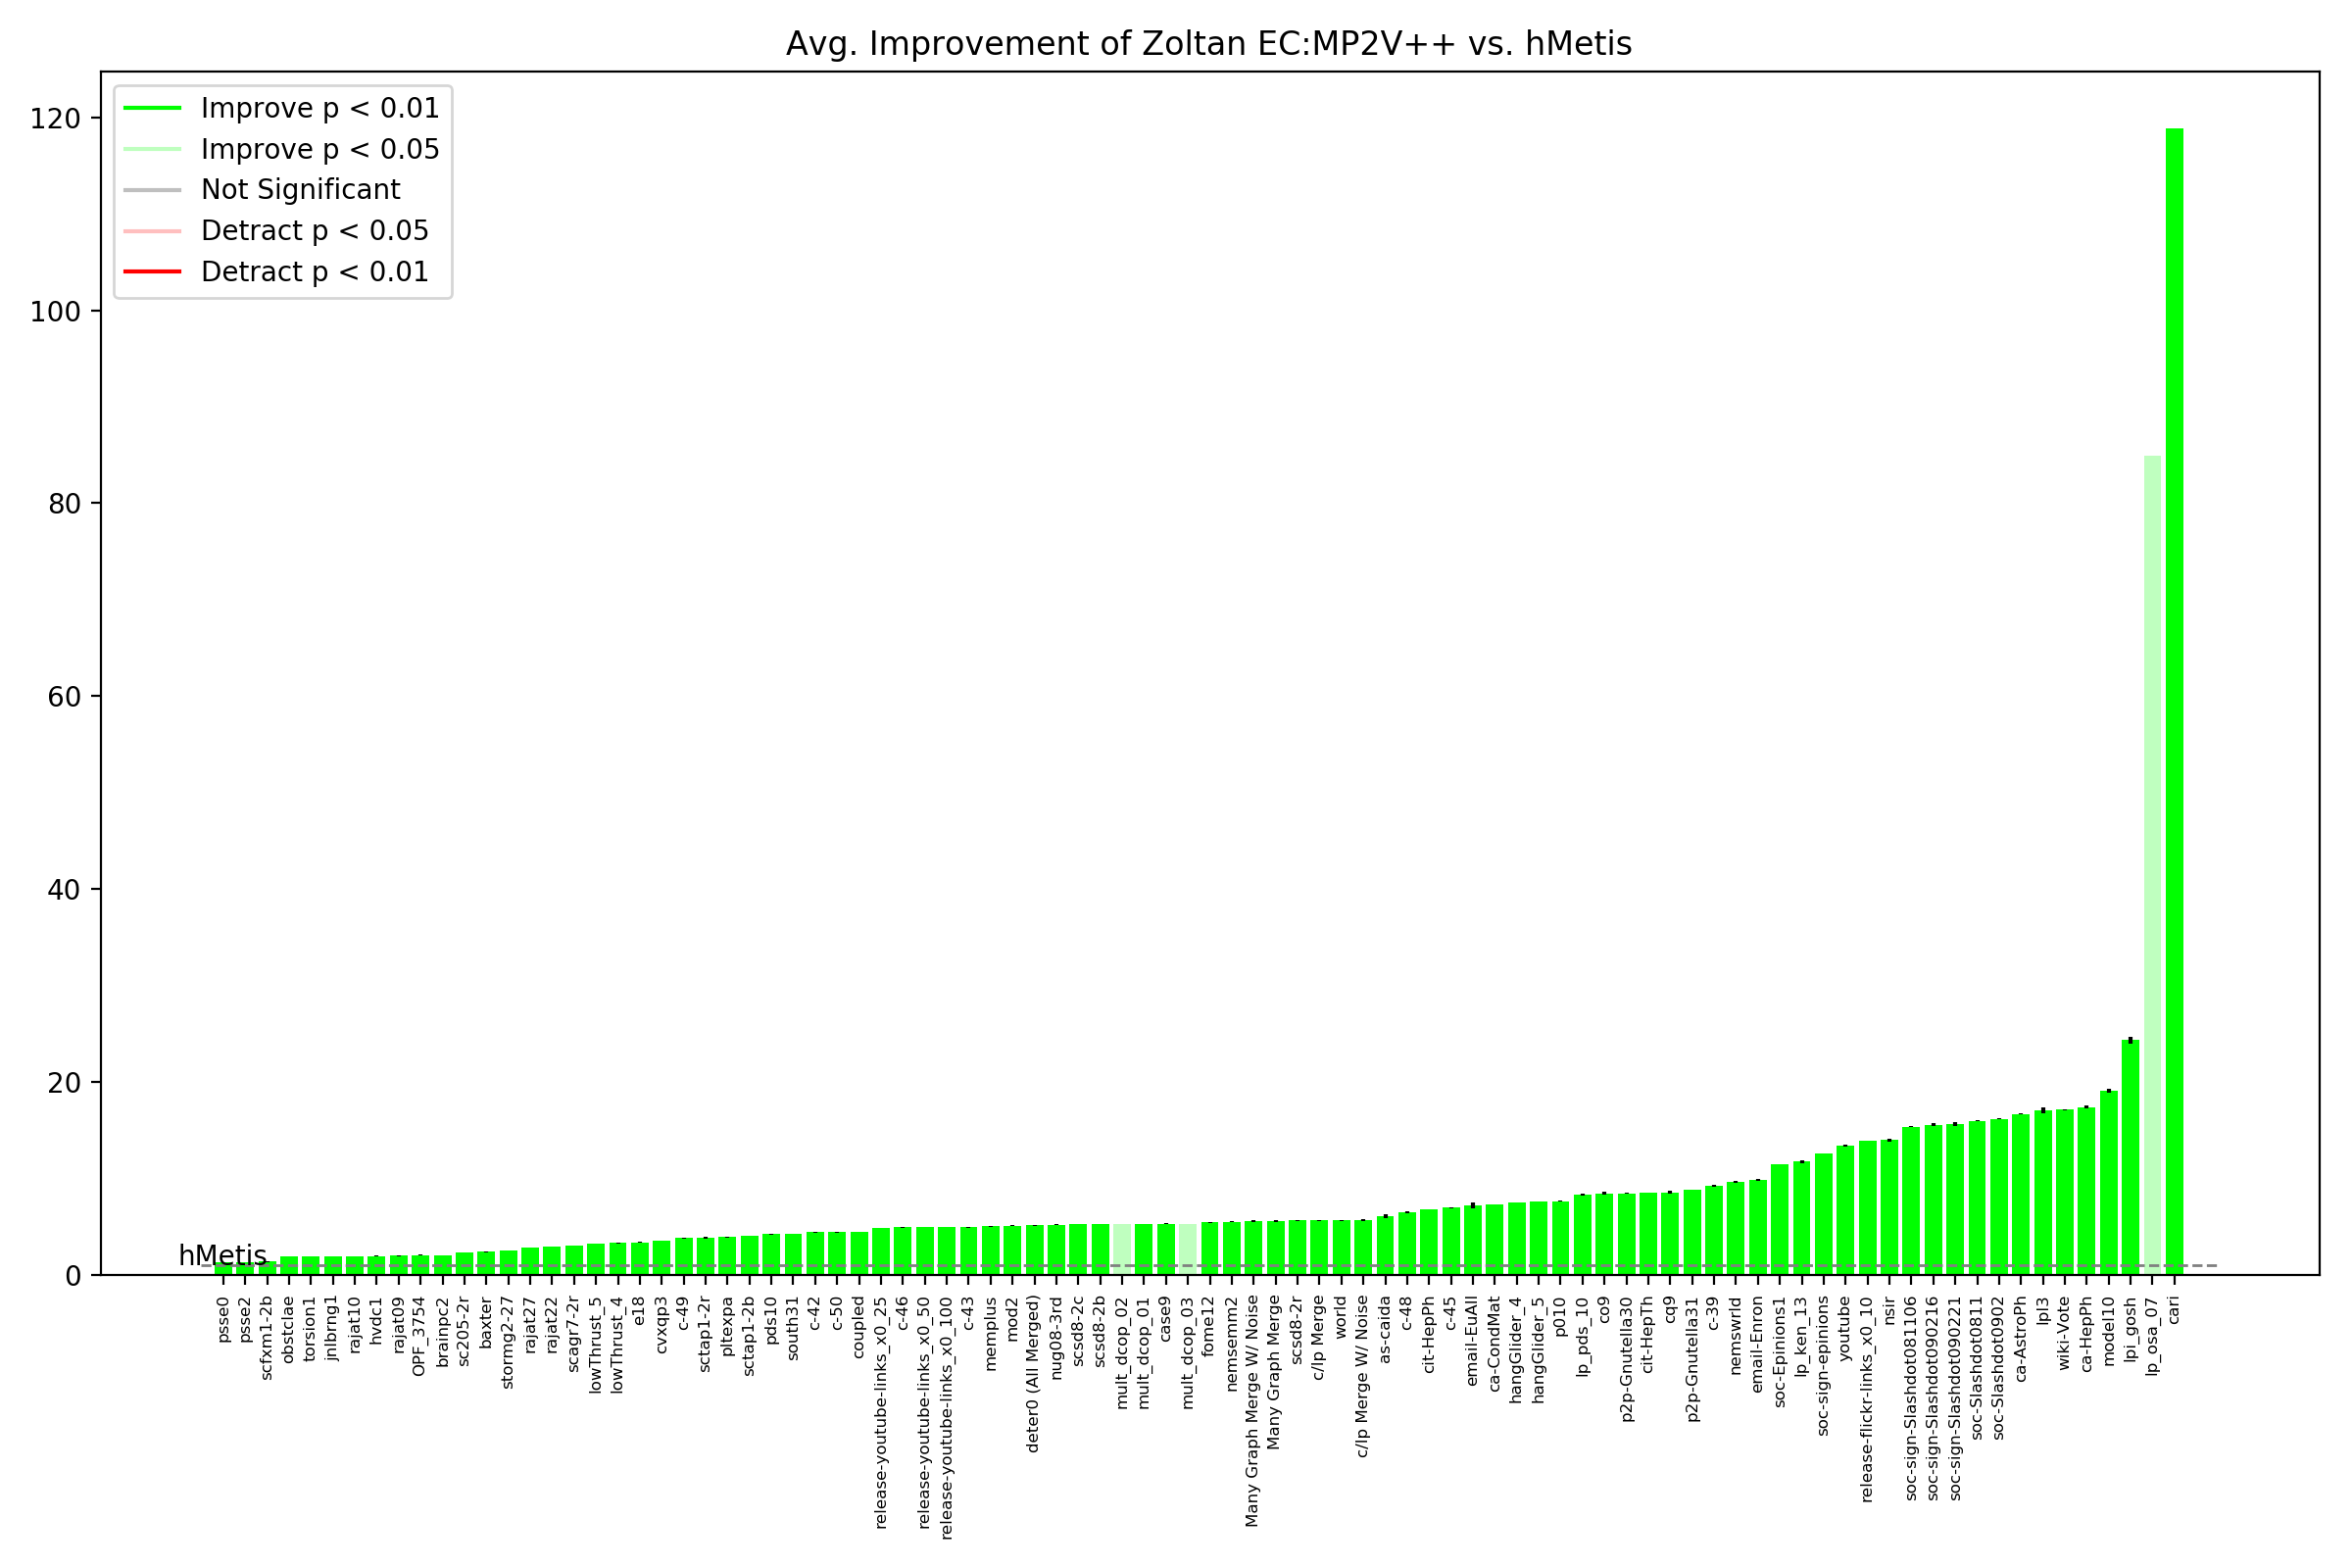 Avg. Improvement of Zoltan EC:MP2V++ vs. hMetis
Improve p < 0.01
Improve p < 0.05
Not Significant
Detract p < 0.05
Detract p < 0.01
120
100
80
60
40
20
0
hMetis
psse0
psse2
scfxm1-2b
obstclae
torsion1
jnlbrng1
rajat10
hvdc1
rajat09
OPF_3754
brainpc2
sc205-2r
baxter
stormg2-27
rajat27
rajat22
scagr7-2r
lowThrust_5
lowThrust_4
e18
cvxqp3
c-49
sctap1-2r
pltexpa
sctap1-2b
pds10
south31
c-42
c-50
coupled
release-youtube-links_x0_25
c-46
release-youtube-links_x0_50
release-youtube-links_x0_100
c-43
memplus
mod2
deter0 (All Merged)
nug08-3rd
scsd8-2c
scsd8-2b
mult_dcop_02
mult_dcop_01
case9
mult_dcop_03
fome12
nemsemm2
Many Graph Merge W/ Noise
Many Graph Merge
scsd8-2r
c/lp Merge
world
c/lp Merge W/ Noise
as-caida
c-48
cit-HepPh
c-45
email-EuAll
ca-CondMat
hangGlider_4
hangGlider_5
p010
lp_pds_10
co9
p2p-Gnutella30
cit-HepTh
cq9
p2p-Gnutella31
c-39
nemswrld
email-Enron
soc-Epinions1
lp_ken_13
soc-sign-epinions
youtube
release-flickr-links_x0_10
nsir
soc-sign-Slashdot081106
soc-sign-Slashdot090216
soc-sign-Slashdot090221
soc-Slashdot0811
soc-Slashdot0902
ca-AstroPh
lpl3
wiki-Vote
ca-HepPh
model10
lpi_gosh
lp_osa_07
cari